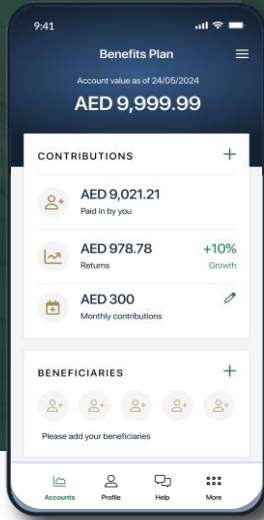 9:41
Benefits Plan
Account value as of 24/05/2024
AED 9,999.99
CONTRIBUTIONS
AED 9,021.21
Paid in by you
AED 978.78
+10%
Returns
Growth
AED 300
Monthly contributions
BENEFICIARIES
Please add your beneficiaries
Accounts
Profile
Help
More